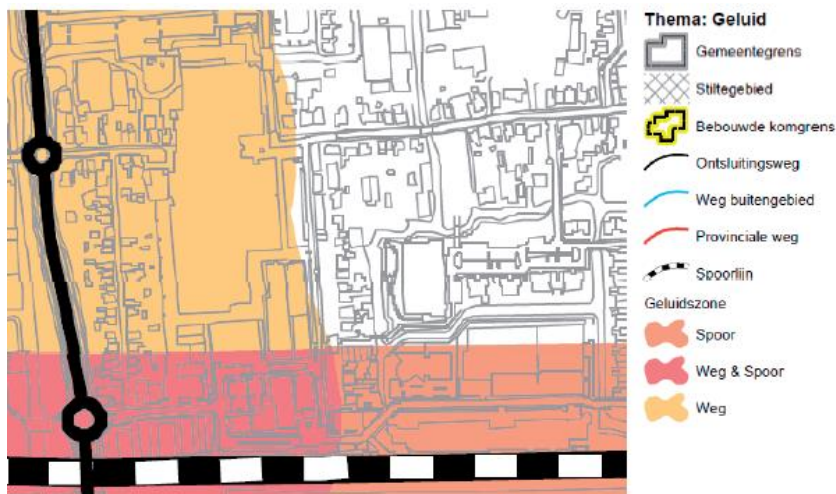 Thema: Geluid
Gemeentegrens
Stiltegebied
Bebouwde komgrens
Ontsluitingsweg
Weg buitengebied
Provinciale weg
Spoorlijn
Geluidszone
Spoor
Weg & Spoor
Weg